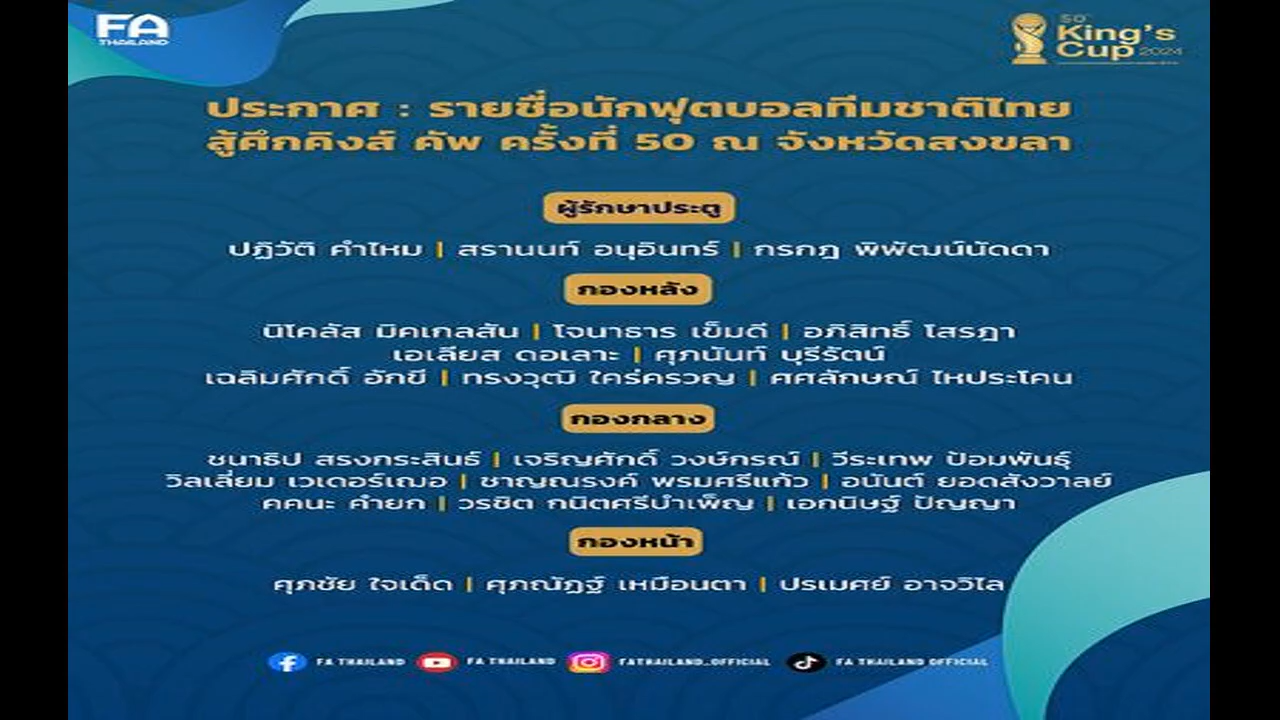 FA
THAILAND
50th
King's
Cup 2024
ประกาศ : รายชื่อนักฟุตบอลทีมชาติไทย
สู้ศึกคิงส์ คัพ ครั้งที่ 50 ณ จังหวัดสงขลา
ผู้รักษาประตู
ปฏิวัติ คำไหม | สรานนท์ อนุอินทร์ | กรกฎ พิพัฒน์นัดดา
กองหลัง
นิโคลัส มิคเกลสัน | โจนาธาร เข็มดี | อภิสิทธิ์ โสรฎา
เอเลียส ดอเลาะ | ศุภนันท์ บุรีรัตน์
เฉลิมศักดิ์ อักขี | ทรงวุฒิ ใคร่ครวญ | ศศลักษณ์ ไหประโคน
กองกลาง
ชนาธิป สรงกระสินธ์ | เจริญศักดิ์ วงษ์กรณ์ | วีระเทพ ป้อมพันธุ์
วิลเลี่ยม เวเดอร์เฌอ | ชาญณรงค์ พรมศรีแก้ว | อนันต์ ยอดสังวาลย์
คคนะ คำยก | วรชิต กนิตศรีบำเพ็ญ | เอกนิษฐ์ ปัญญา
กองหน้า
ศุภชัย ใจเด็ด | ศุภณัฏฐ์ เหมือนตา | ปรเมศย์ อาจวิไล
FA THAILAND FA THAILAND FATHAILAND_OFFICIAL FA THAILAND OFFICIAL